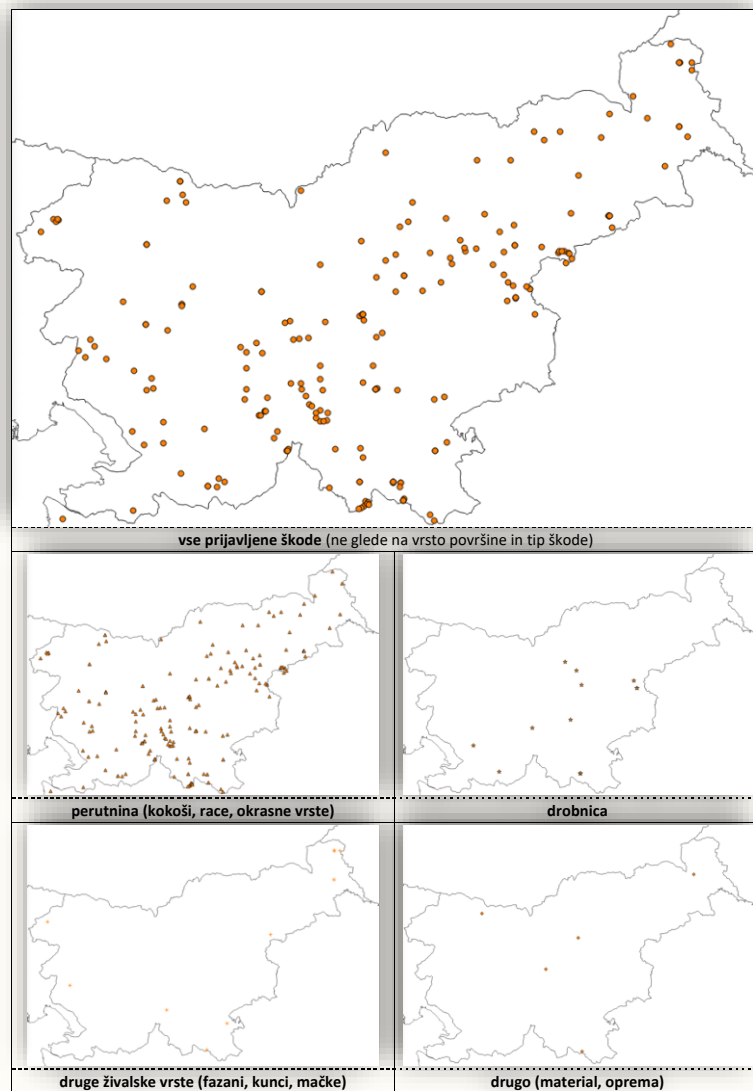 vse prijavljene škode (ne glede na vrsto površine in tip škode)
perutnina (kokoši, race, okrasne vrste)
drobnica
druge živalske vrste (fazani, kunci, mačke)
drugo (material, oprema)